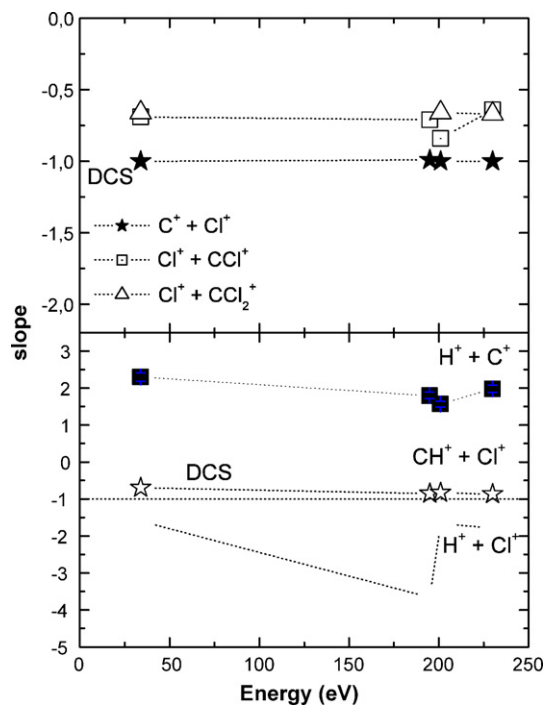 0,0
-0,5
-1,0
DCS
C⁺ + Cl⁺
-1,5
Cl⁺ + CCl⁺
Cl⁺ + CCl₂⁺
-2,0
slope
3
H⁺ + C⁺
2
1
0
DCS
CH⁺ + Cl⁺
-1
-2
H⁺ + Cl⁺
-3
-4
-5
0 50 100 150 200 250
Energy (eV)